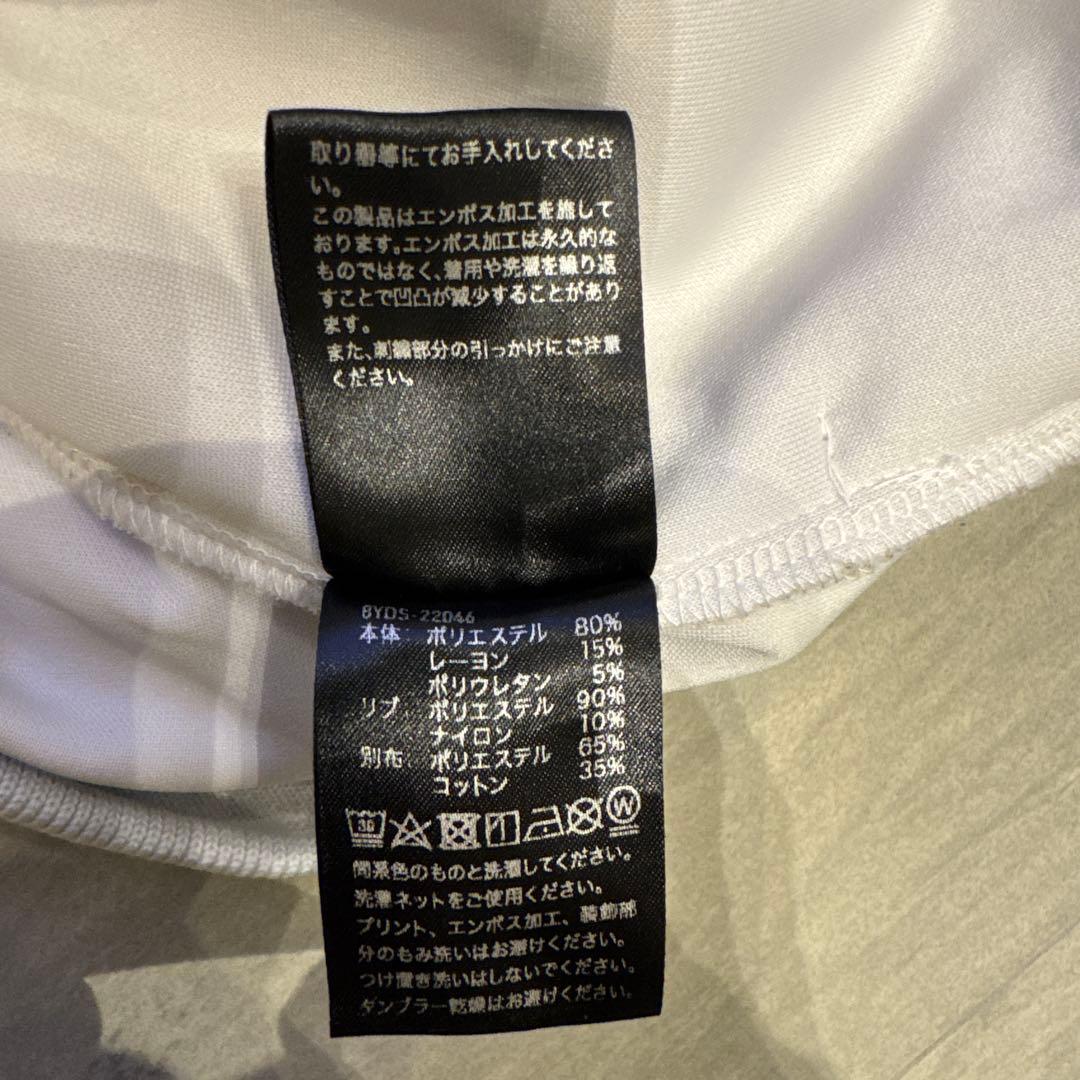 取り器等にてお手入れしてくださ
い。
この製品はエンボス加工を施して
おります。エンボス加工は永久的な
ものではなく、着用や洗濯を繰り返
すことで凹凸が減少することがあり
ます。
また、刺繍部分の引っかけにご注意
ください。
BYDS-22046
本体: ポリエステル 80%
レーヨン 15%
ポリウレタン 5%
リブ: ポリエステル 90%
ナイロン 10%
別布: ポリエステル 65%
コットン 35%
30 W
同系色のものと洗濯してください。
洗濯ネットをご使用ください。
プリント、エンボス加工、装飾部
分のもみ洗いはお避けください。
つけ置き洗いはしないでください。
タンブラー乾燥はお避けください。